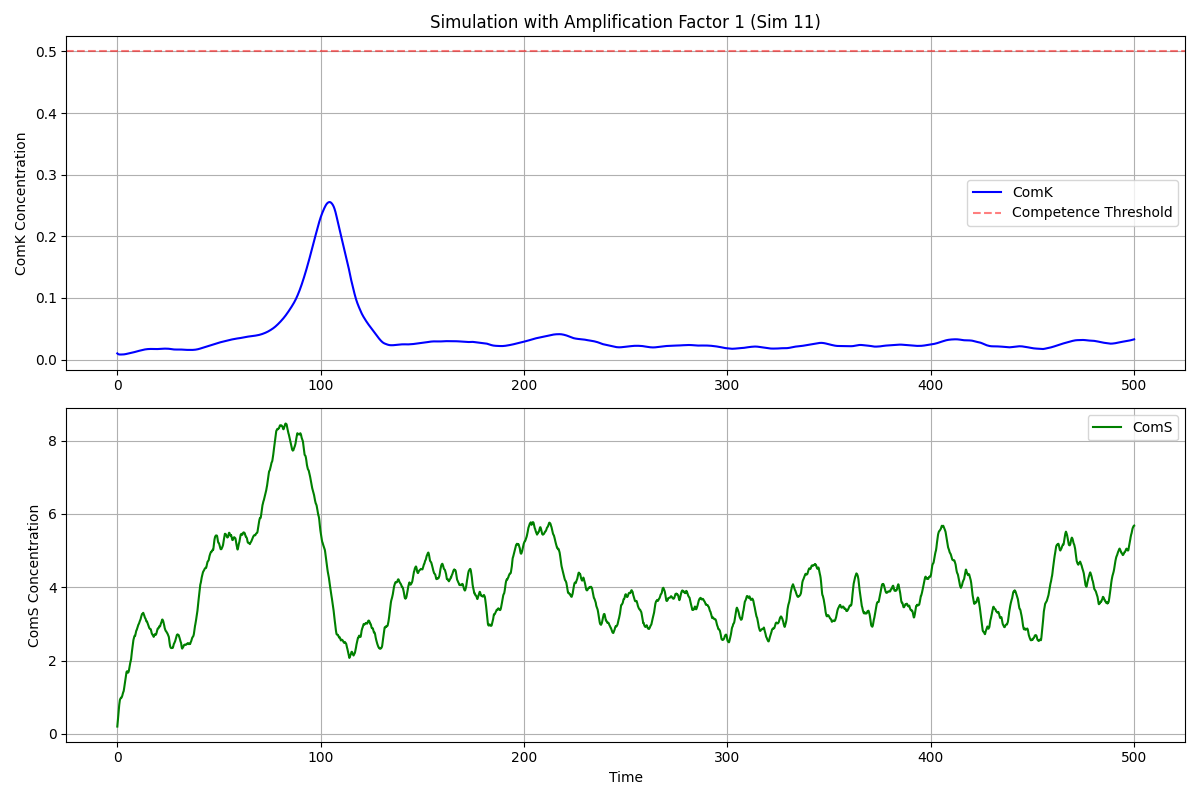 Simulation with Amplification Factor 1 (Sim 11)
ComK Concentration
0.5
0.4
0.3
0.2
0.1
0.0
ComK
Competence Threshold
0 100 200 300 400 500
ComS Concentration
8
6
4
2
0
ComS
0 100 200 300 400 500
Time